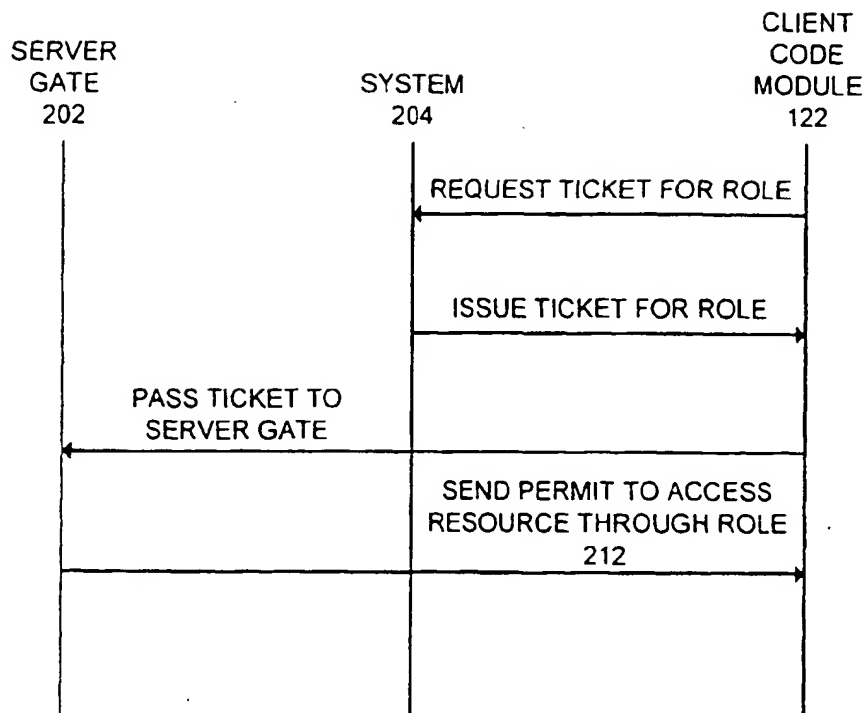 SERVER
GATE
202
SYSTEM
204
CLIENT
CODE
MODULE
122
REQUEST TICKET FOR ROLE
ISSUE TICKET FOR ROLE
PASS TICKET TO
SERVER GATE
SEND PERMIT TO ACCESS
RESOURCE THROUGH ROLE
212